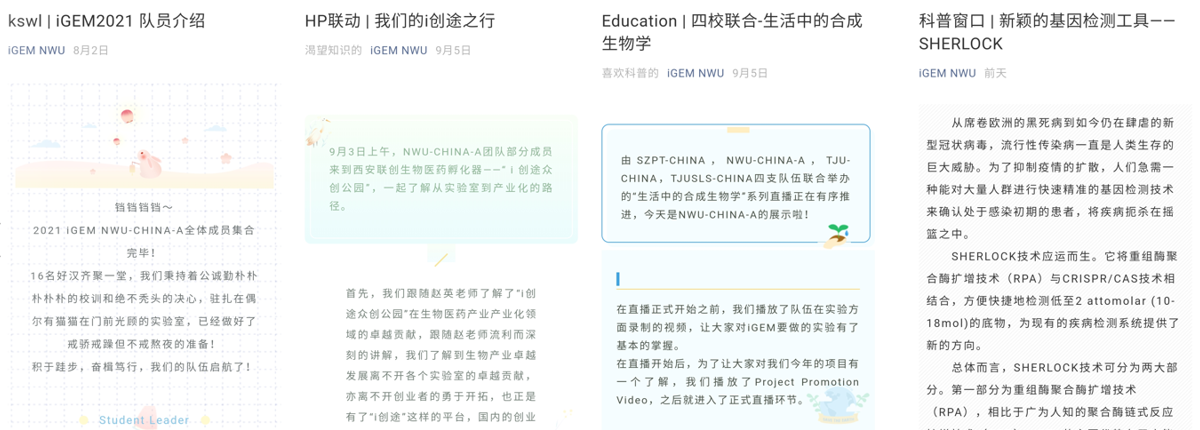 kswl | iGEM2021 队员介绍
iGEM NWU 8月2日
铛铛铛铛～
2021 iGEM NWU-CHINA-A全体成员集合
完毕！
16名好汉齐聚一堂，我们秉持着公诚勤朴朴
朴朴朴的校训和绝不秃头的决心，驻扎在偶
尔有猫猫在门前光顾的实验室，已经做好了
戒骄戒躁但不戒熬夜的准备！
积于跬步，奋楫笃行，我们的队伍启航了！
Student Leader
HP联动 | 我们的i创途之行
渴望知识的 iGEM NWU 9月5日
9月3日上午，NWU-CHINA-A团队部分成员
来到西安联创生物医药孵化器——“ i 创途众
创公园”，一起了解从实验室到产业化的路
径。
首先，我们跟随赵英老师了解了“i创
途众创公园”在生物医药产业产业化领
域的卓越贡献，跟随赵老师流利而深
刻的讲解，我们了解到生物产业卓越
发展离不开各个实验室的卓越贡献，
亦离不开创业者的勇于开拓，也正是
有了“i创途”这样的平台，国内的创业
Education | 四校联合-生活中的合成
生物学
喜欢科普的 iGEM NWU 9月5日
由 SZPT-CHINA ， NWU-CHINA-A ， TJU-
CHINA，TJUSLS-CHINA四支队伍联合举办
的“生活中的合成生物学”系列直播正在有序推
进，今天是NWU-CHINA-A的展示啦！
在直播正式开始之前，我们播放了队伍在实验方
面录制的视频，让大家对iGEM要做的实验有了
基本的掌握。
在直播开始后，为了让大家对我们今年的项目有
一个了解，我们播放了Project Promotion
Video，之后就进入了正式直播环节。
科普窗口 | 新颖的基因检测工具——
SHERLOCK
iGEM NWU 前天
从席卷欧洲的黑死病到如今仍在肆虐的新
型冠状病毒，流行性传染病一直是人类生存的
巨大威胁。为了抑制疫情的扩散，人们急需一
种能对大量人群进行快速精准的基因检测技术
来确认处于感染初期的患者，将疾病扼杀在摇
篮之中。
SHERLOCK技术应运而生。它将重组酶聚
合酶扩增技术（RPA）与CRISPR/CAS技术相
结合，方便快捷地检测低至2 attomolar (10-
18mol)的底物，为现有的疾病检测系统提供了
新的方向。
总体而言，SHERLOCK技术可分为两大部
分。第一部分为重组酶聚合酶扩增技术
（RPA），相比于广为人知的聚合酶链式反应